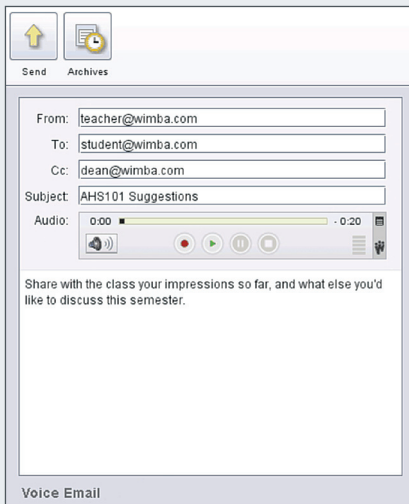 Send Archives
From: teacher@wimba.com
To: student@wimba.com
Cc: dean@wimba.com
Subject: AHS101 Suggestions
Audio: 0:00 - 0:20
Share with the class your impressions so far, and what else you'd
like to discuss this semester.
Voice Email